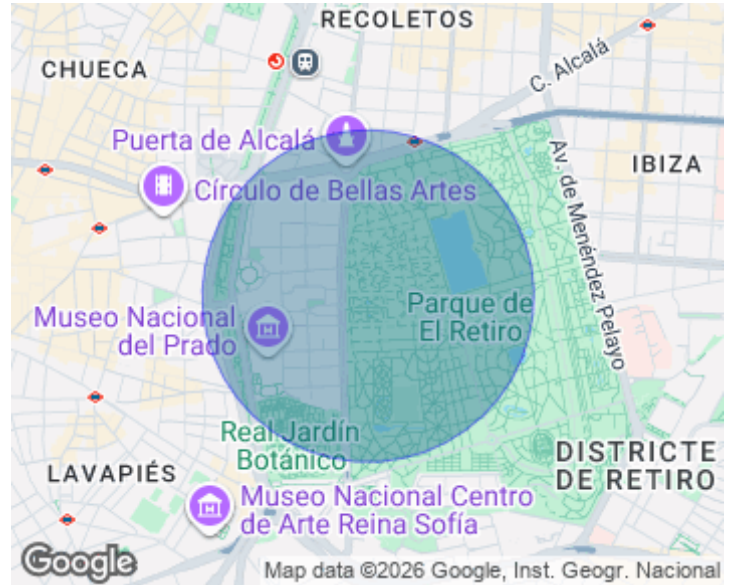 RECOLETOS
CHUECA
C. Alcalá
Puerta de Alcalá
IBIZA
Círculo de Bellas Artes
Av. de Menéndez Pelayo
Museo Nacional
del Prado
Parque de
El Retiro
Real Jardín
Botánico
DISTRICTE
DE RETIRO
LAVAPIÉS
Museo Nacional Centro
de Arte Reina Sofía
Google
Map data ©2026 Google, Inst. Geogr. Nacional